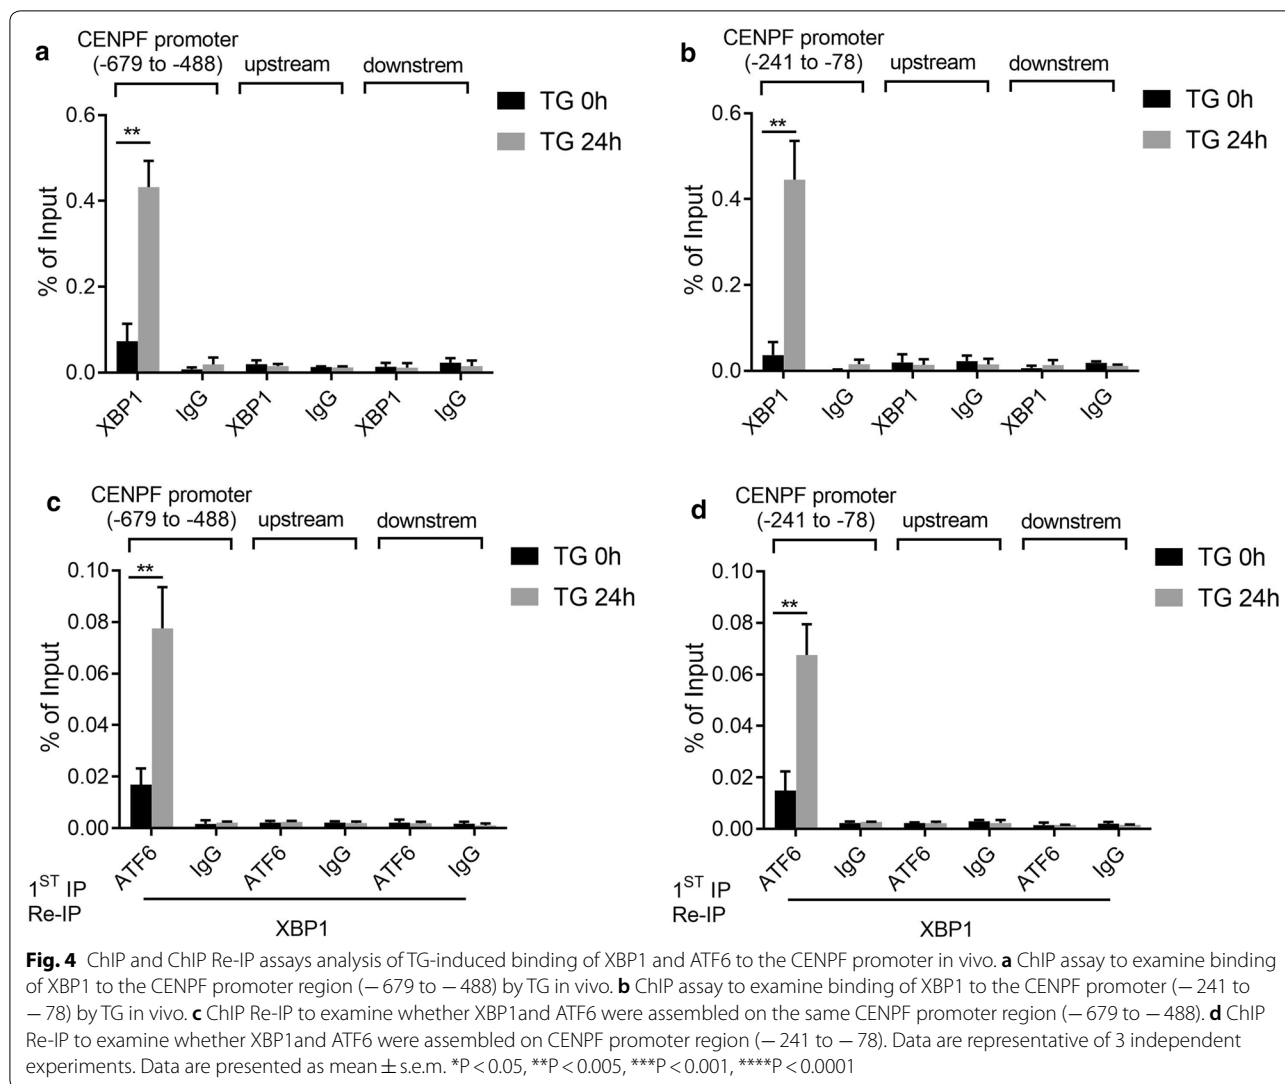 a
CENPF promoter
(-679 to -488)
upstream
downstrem
TG 0h
TG 24h
**
% of Input
0.6
0.4
0.2
0.0
XBP1
IgG
XBP1
IgG
XBP1
IgG
b
CENPF promoter
(-241 to -78)
upstream
downstrem
TG 0h
TG 24h
**
% of Input
0.6
0.4
0.2
0.0
XBP1
IgG
XBP1
IgG
XBP1
IgG
c
CENPF promoter
(-679 to -488)
upstream
downstrem
TG 0h
TG 24h
**
% of Input
0.10
0.08
0.06
0.04
0.02
0.00
ATF6
IgG
ATF6
IgG
ATF6
IgG
1ST IP
Re-IP
XBP1
d
CENPF promoter
(-241 to -78)
upstream
downstrem
TG 0h
TG 24h
**
% of Input
0.10
0.08
0.06
0.04
0.02
0.00
ATF6
IgG
ATF6
IgG
ATF6
IgG
1ST IP
Re-IP
XBP1
Fig. 4 ChIP and ChIP Re-IP assays analysis of TG-induced binding of XBP1 and ATF6 to the CENPF promoter in vivo. a ChIP assay to examine binding
of XBP1 to the CENPF promoter region (− 679 to − 488) by TG in vivo. b ChIP assay to examine binding of XBP1 to the CENPF promoter (− 241 to
− 78) by TG in vivo. c ChIP Re-IP to examine whether XBP1and ATF6 were assembled on the same CENPF promoter region (− 679 to − 488). d ChIP
Re-IP to examine whether XBP1and ATF6 were assembled on CENPF promoter region (− 241 to − 78). Data are representative of 3 independent
experiments. Data are presented as mean ± s.e.m. *P < 0.05, **P < 0.005, ***P < 0.001, ****P < 0.0001